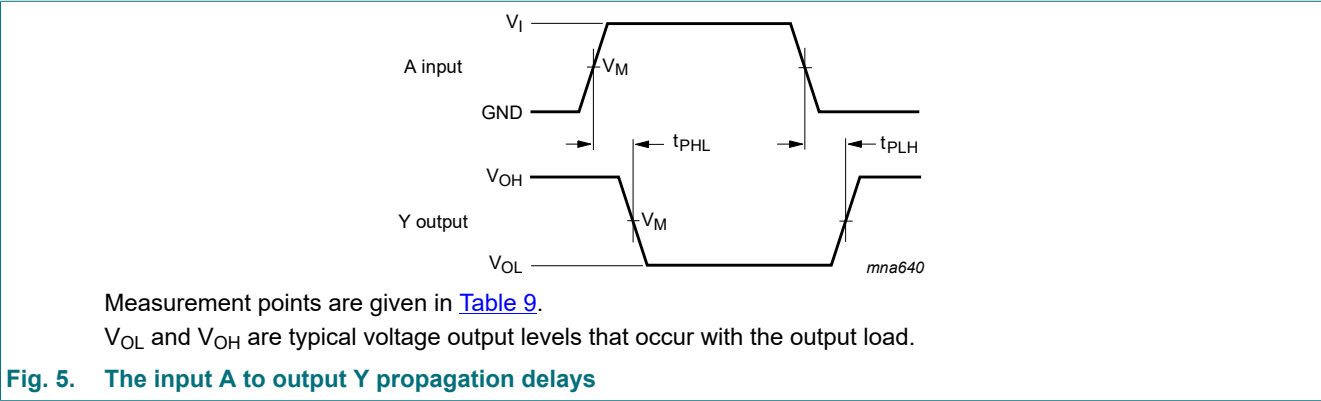 V_I
A input
V_M
GND
t_PHL
t_PLH
V_OH
Y output
V_M
V_OL
mna640
Measurement points are given in Table 9.
V_OL and V_OH are typical voltage output levels that occur with the output load.
Fig. 5. The input A to output Y propagation delays